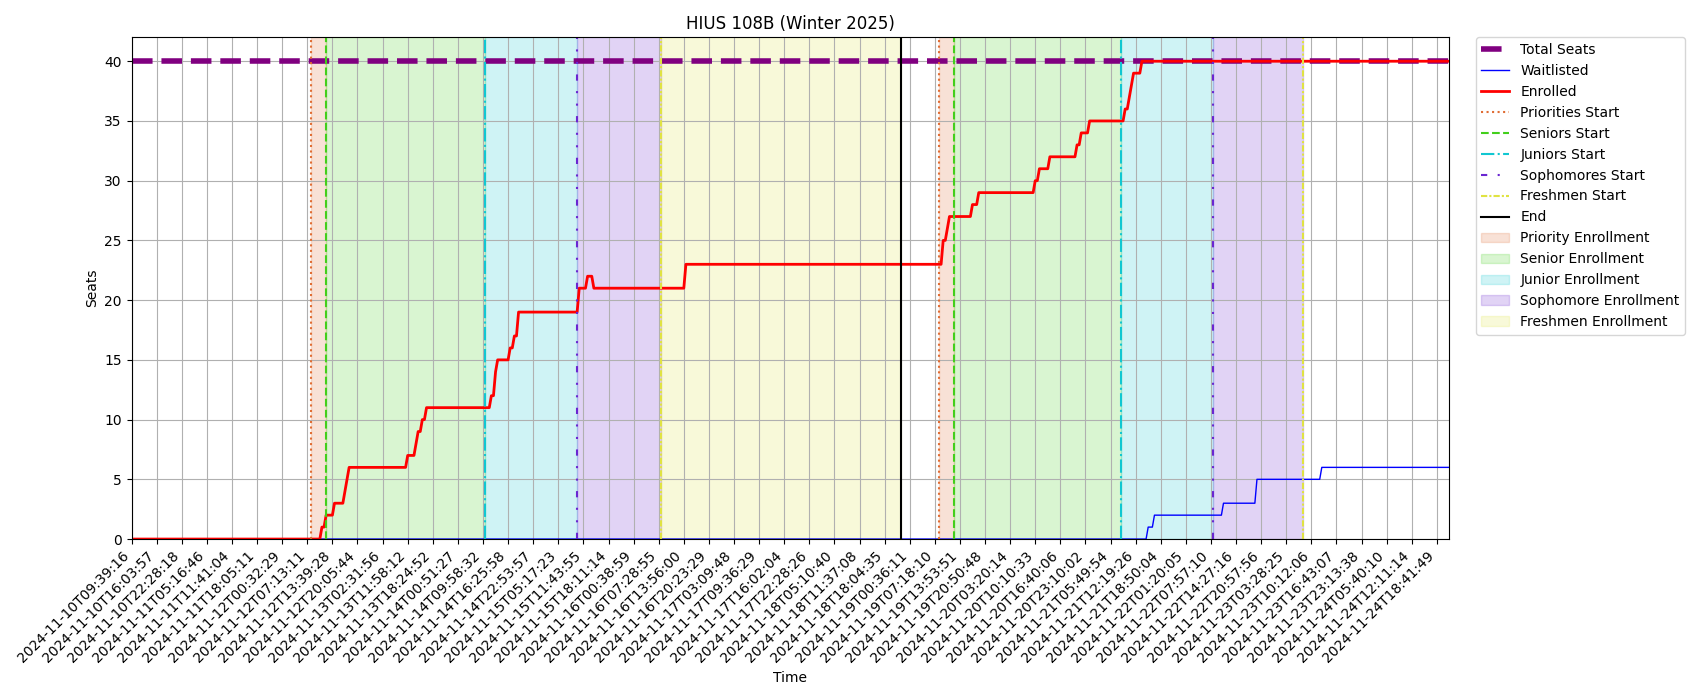 HIUS 108B (Winter 2025)
Seats
40
35
30
25
20
15
10
5
0
2024-11-10T09:39:16
2024-11-10T16:03:57
2024-11-10T22:28:18
2024-11-11T05:16:46
2024-11-11T11:41:04
2024-11-11T18:05:11
2024-11-12T00:32:29
2024-11-12T07:13:11
2024-11-12T13:39:28
2024-11-12T20:05:44
2024-11-13T02:31:56
2024-11-13T11:58:12
2024-11-13T18:24:52
2024-11-14T00:51:27
2024-11-14T09:58:32
2024-11-14T16:25:58
2024-11-14T22:53:57
2024-11-15T05:17:23
2024-11-15T11:43:55
2024-11-15T18:11:14
2024-11-16T00:38:59
2024-11-16T07:28:55
2024-11-16T13:56:00
2024-11-16T20:23:29
2024-11-17T03:09:48
2024-11-17T09:36:29
2024-11-17T16:02:04
2024-11-17T22:28:26
2024-11-18T05:10:40
2024-11-18T11:37:08
2024-11-18T18:04:35
2024-11-19T00:36:11
2024-11-19T07:18:10
2024-11-19T13:53:51
2024-11-19T20:50:48
2024-11-20T03:20:14
2024-11-20T10:10:33
2024-11-20T16:40:06
2024-11-20T23:10:02
2024-11-21T05:49:54
2024-11-21T12:19:26
2024-11-21T18:50:04
2024-11-22T01:20:05
2024-11-22T07:57:10
2024-11-22T14:27:16
2024-11-22T20:57:56
2024-11-23T03:28:25
2024-11-23T10:12:06
2024-11-23T16:43:07
2024-11-23T23:13:38
2024-11-24T05:40:10
2024-11-24T12:11:14
2024-11-24T18:41:49
Time
Total Seats
Waitlisted
Enrolled
Priorities Start
Seniors Start
Juniors Start
Sophomores Start
Freshmen Start
End
Priority Enrollment
Senior Enrollment
Junior Enrollment
Sophomore Enrollment
Freshmen Enrollment